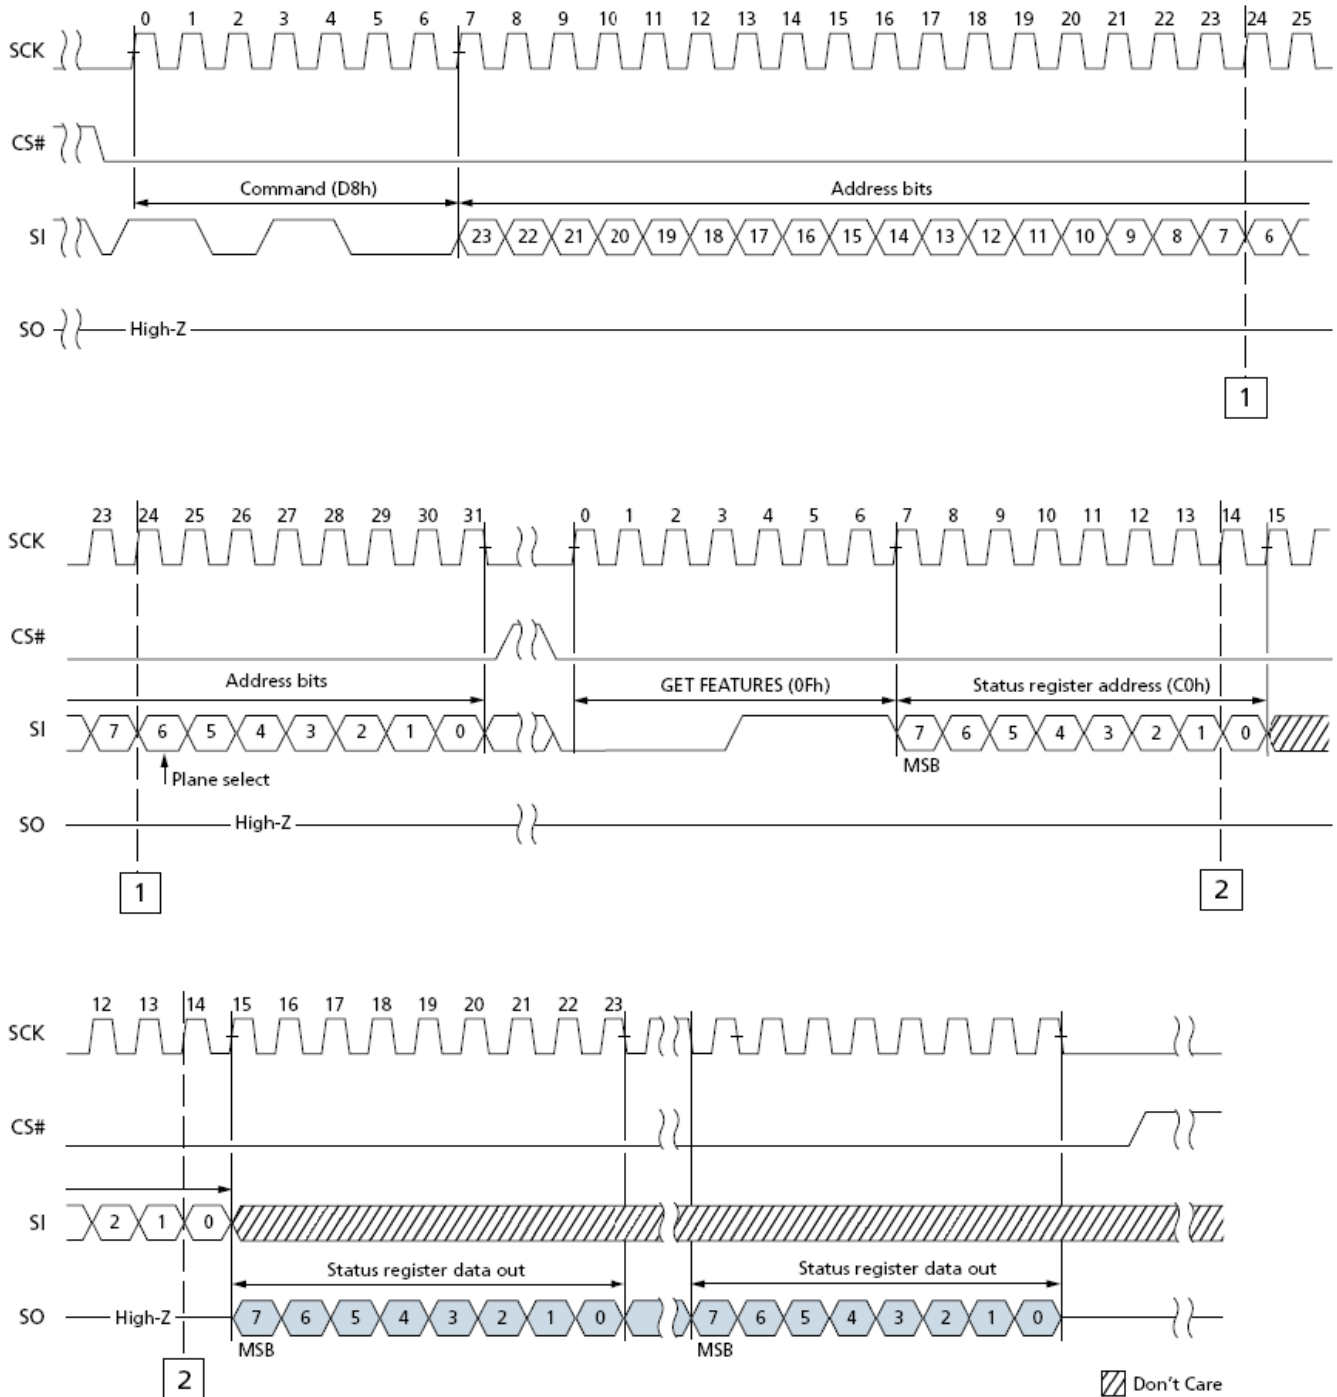 0 1 2 3 4 5 6 7 8 9 10 11 12 13 14 15 16 17 18 19 20 21 22 23 24 25
SCK
CS#
Command (D8h) Address bits
SI 23 22 21 20 19 18 17 16 15 14 13 12 11 10 9 8 7 6
SO High-Z
1
23 24 25 26 27 28 29 30 31 0 1 2 3 4 5 6 7 8 9 10 11 12 13 14 15
SCK
CS#
Address bits GET FEATURES (0Fh) Status register address (C0h)
SI 7 6 5 4 3 2 1 0 7 6 5 4 3 2 1 0
MSB
Plane select
SO High-Z
1 2
12 13 14 15 16 17 18 19 20 21 22 23
SCK
CS#
SI 2 1 0
Status register data out Status register data out
SO High-Z 7 6 5 4 3 2 1 0 7 6 5 4 3 2 1 0
MSB MSB
2 Don't Care